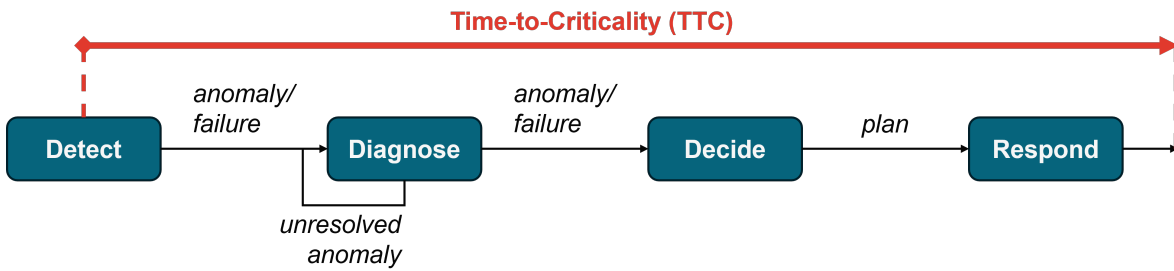 Time-to-Criticality (TTC)
anomaly/
failure
anomaly/
failure
plan
Detect
Diagnose
Decide
Respond
unresolved
anomaly